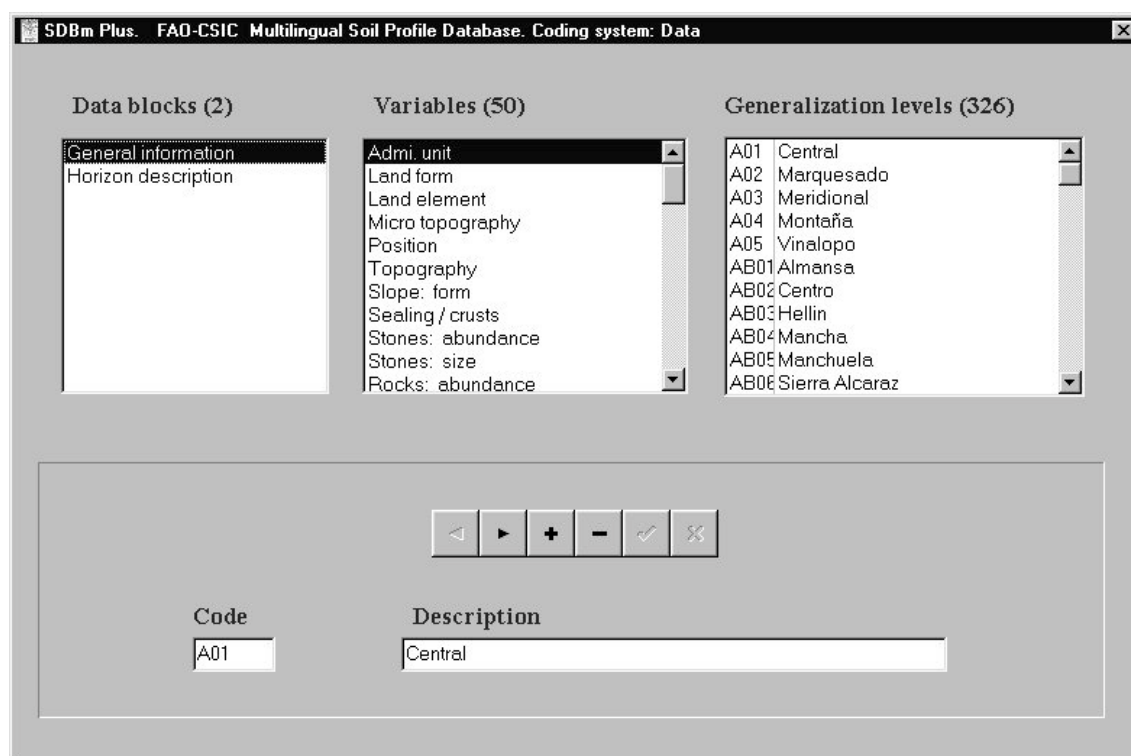 SDBm Plus. FAO-CSIC Multilingual Soil Profile Database. Coding system: Data
Data blocks (2)
General information
Horizon description
Variables (50)
Admi. unit
Land form
Land element
Micro topography
Position
Topography
Slope: form
Sealing / crusts
Stones: abundance
Stones: size
Rocks: abundance
Generalization levels (326)
A01 Central
A02 Marquesado
A03 Meridional
A04 Montaña
A05 Vinalopo
AB01 Almansa
AB02 Centro
AB03 Hellin
AB04 Mancha
AB05 Manchuela
AB06 Sierra Alcaraz
Code
A01
Description
Central